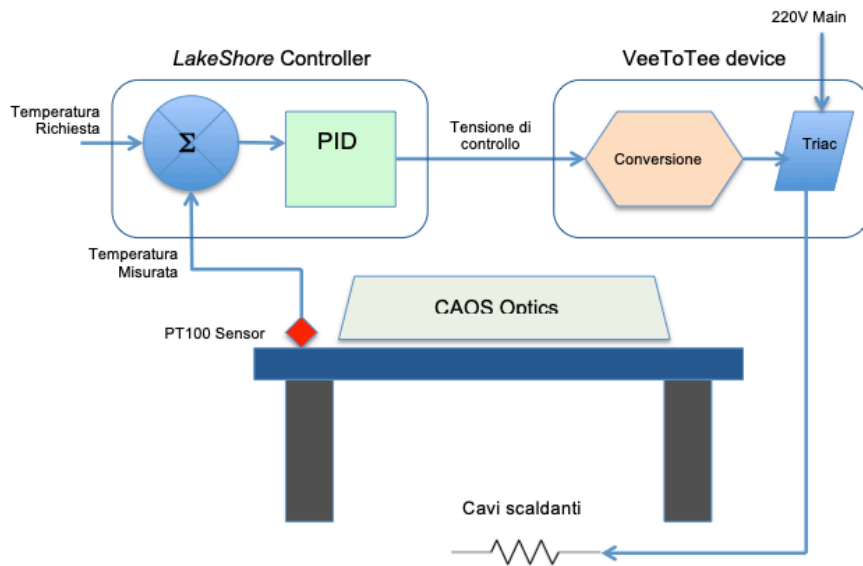 220V Main
LakeShore Controller
VeeToTee device
Temperatura
Richiesta
Σ
PID
Tensione di
controllo
Conversione
Triac
Temperatura
Misurata
PT100 Sensor
CAOS Optics
Cavi scaldanti